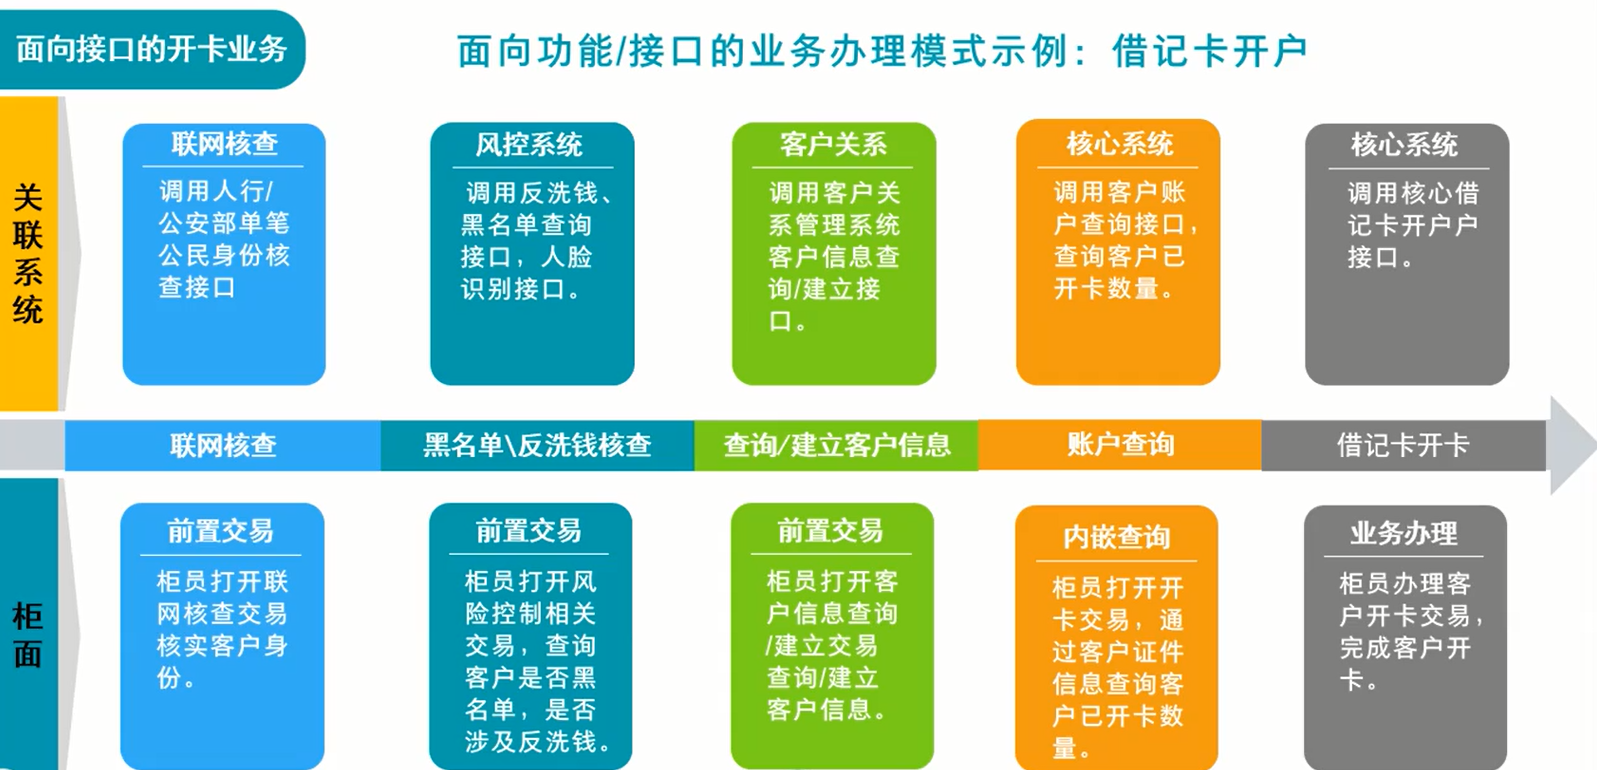 面向接口的开卡业务
面向功能/接口的业务办理模式示例：借记卡开户
关
联
系
统
联网核查
调用人行/
公安部单笔
公民身份核
查接口
风控系统
调用反洗钱、
黑名单查询
接口，人脸
识别接口。
客户关系
调用客户关
系管理系统
客户信息查
询/建立接
口。
核心系统
调用客户账
户查询接口，
查询客户已
开卡数量。
核心系统
调用核心借
记卡开户户
接口。
联网核查
黑名单\反洗钱核查
查询/建立客户信息
账户查询
借记卡开卡
柜
面
前置交易
柜员打开联
网核查交易
核实客户身
份。
前置交易
柜员打开风
险控制相关
交易，查询
客户是否黑
名单，是否
涉及反洗钱。
前置交易
柜员打开客
户信息查询
/建立交易
查询/建立
客户信息。
内嵌查询
柜员打开开
卡交易，通
过客户证件
信息查询客
户已开卡数
量。
业务办理
柜员办理客
户开卡交易，
完成客户开
卡。